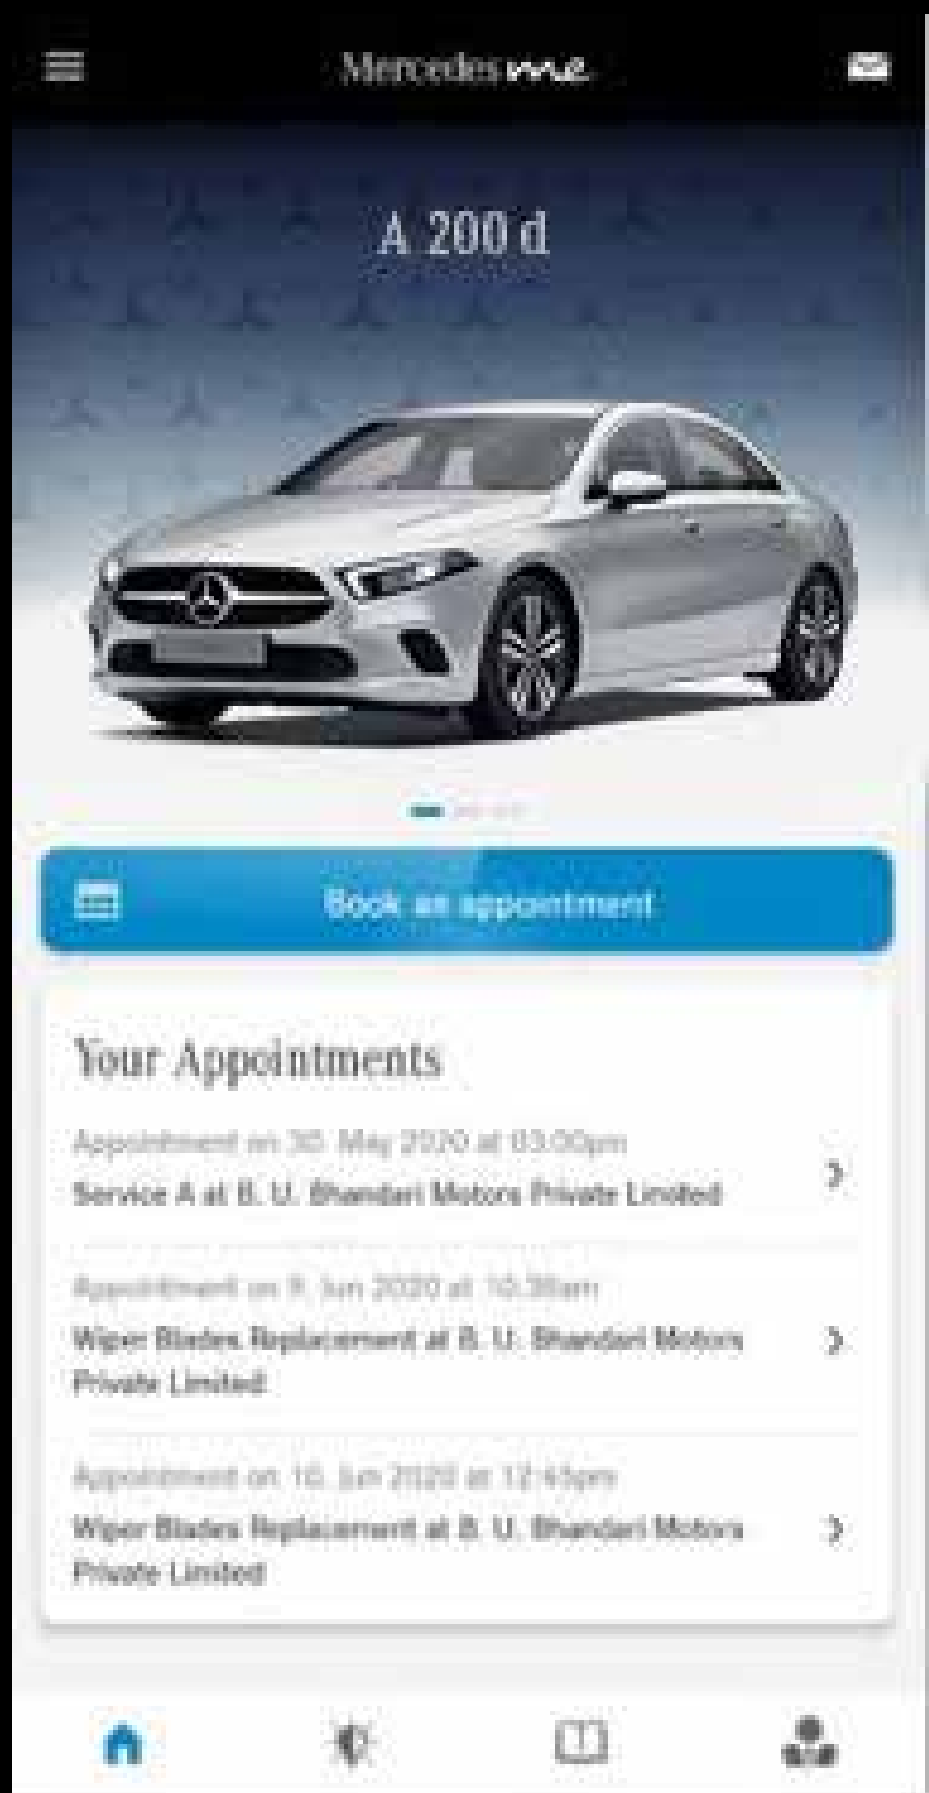 Mercedes me
A 200 d
Book an appointment
Your Appointments
Appointment on 30. May 2020 at 03:00pm
Service A at B. U. Bhandari Motors Private Limited
Appointment on 9. Jun 2020 at 10:30am
Wiper Blades Replacement at B. U. Bhandari Motors
Private Limited
Appointment on 10. Jun 2020 at 12:45pm
Wiper Blades Replacement at B. U. Bhandari Motors
Private Limited